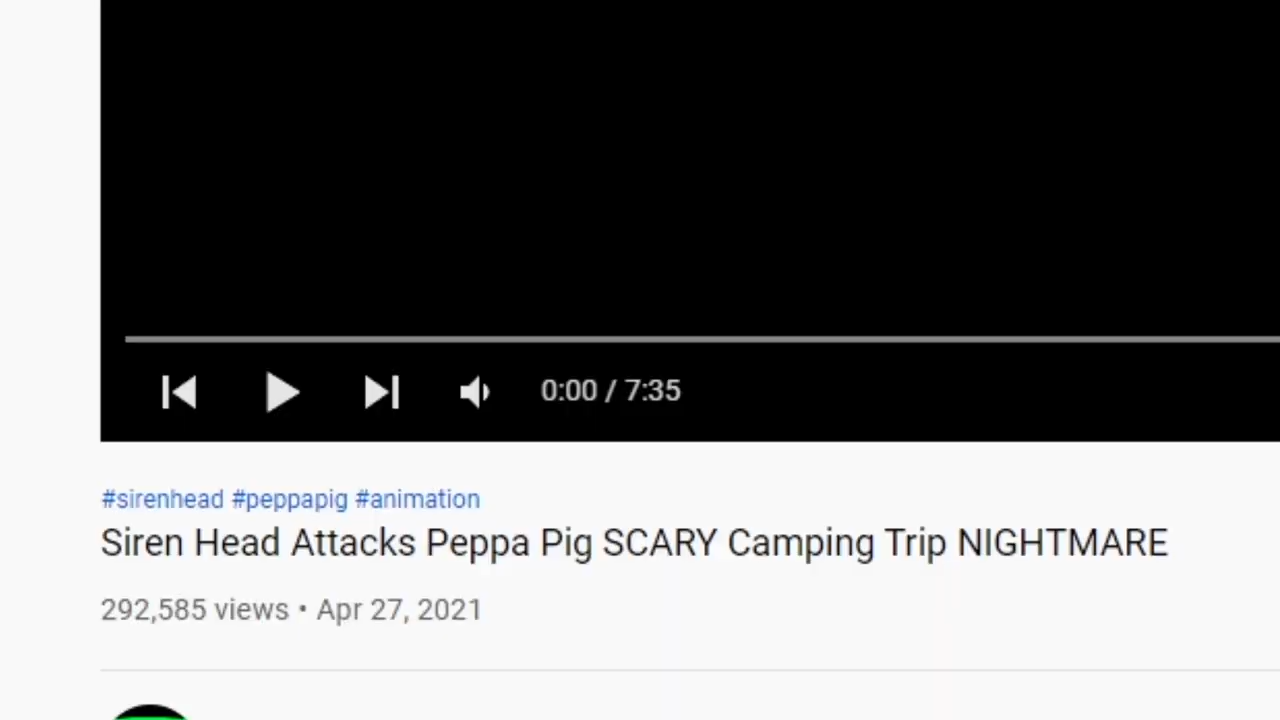 0:00 / 7:35
#sirenhead #peppapig #animation
Siren Head Attacks Peppa Pig SCARY Camping Trip NIGHTMARE
292,585 views • Apr 27, 2021